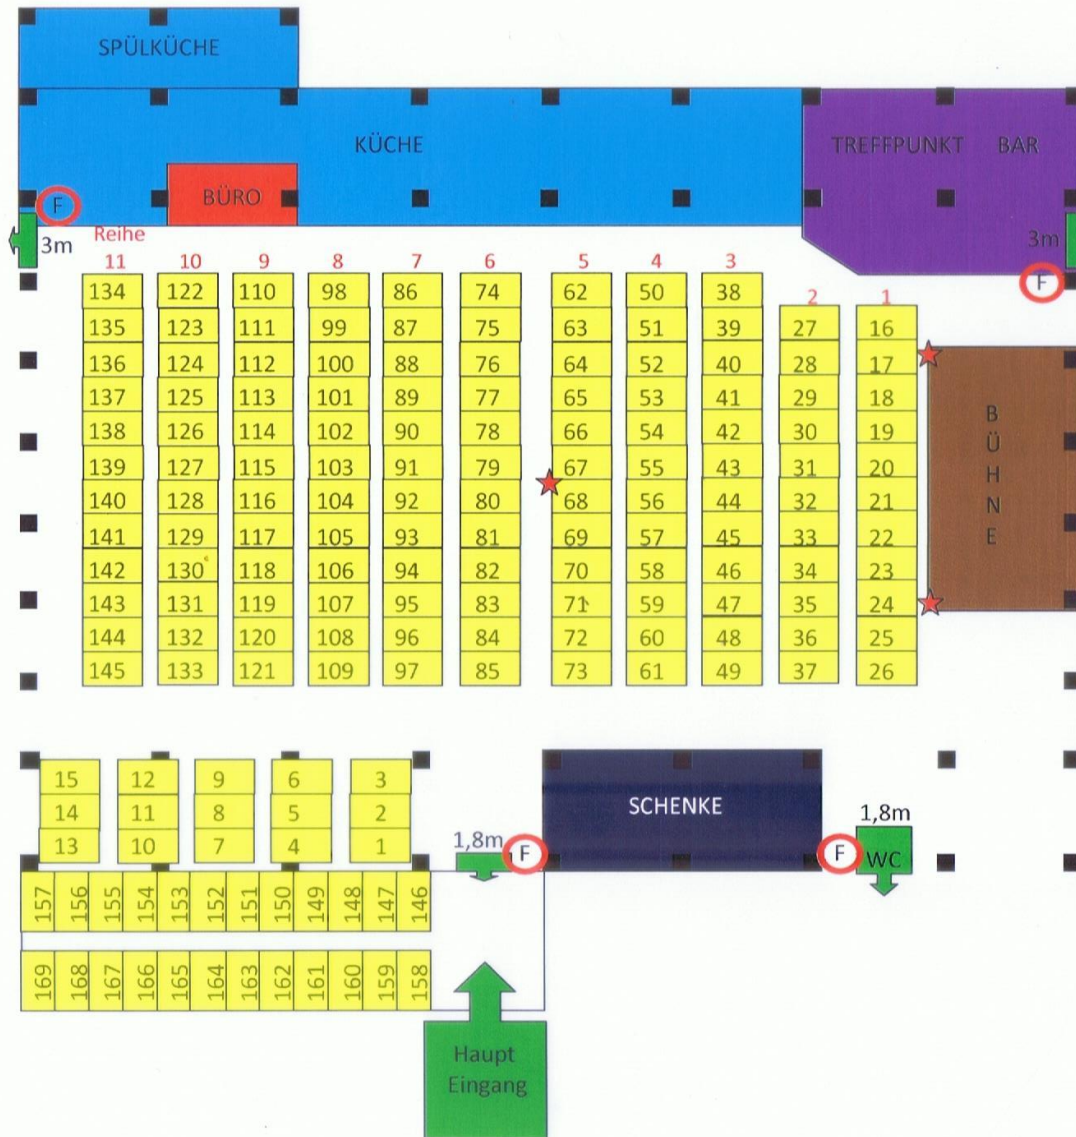 SPÜLKÜCHE
KÜCHE
TREFFPUNKT BAR
BÜRO
F
3m
3m
F
Reihe
11 10 9 8 7 6 5 4 3
2 1
134 122 110 98 86 74 62 50 38
135 123 111 99 87 75 63 51 39 27 16
136 124 112 100 88 76 64 52 40 28 17
137 125 113 101 89 77 65 53 41 29 18
138 126 114 102 90 78 66 54 42 30 19
139 127 115 103 91 79 67 55 43 31 20
140 128 116 104 92 80 68 56 44 32 21
141 129 117 105 93 81 69 57 45 33 22
142 130 118 106 94 82 70 58 46 34 23
143 131 119 107 95 83 71 59 47 35 24
144 132 120 108 96 84 72 60 48 36 25
145 133 121 109 97 85 73 61 49 37 26
BÜHNE
15 12 9 6 3
14 11 8 5 2
13 10 7 4 1
SCHENKE
1,8m
F
F
1,8m
WC
157 156 155 154 153 152 151 150 149 148 147 146
169 168 167 166 165 164 163 162 161 160 159 158
Haupt
Eingang